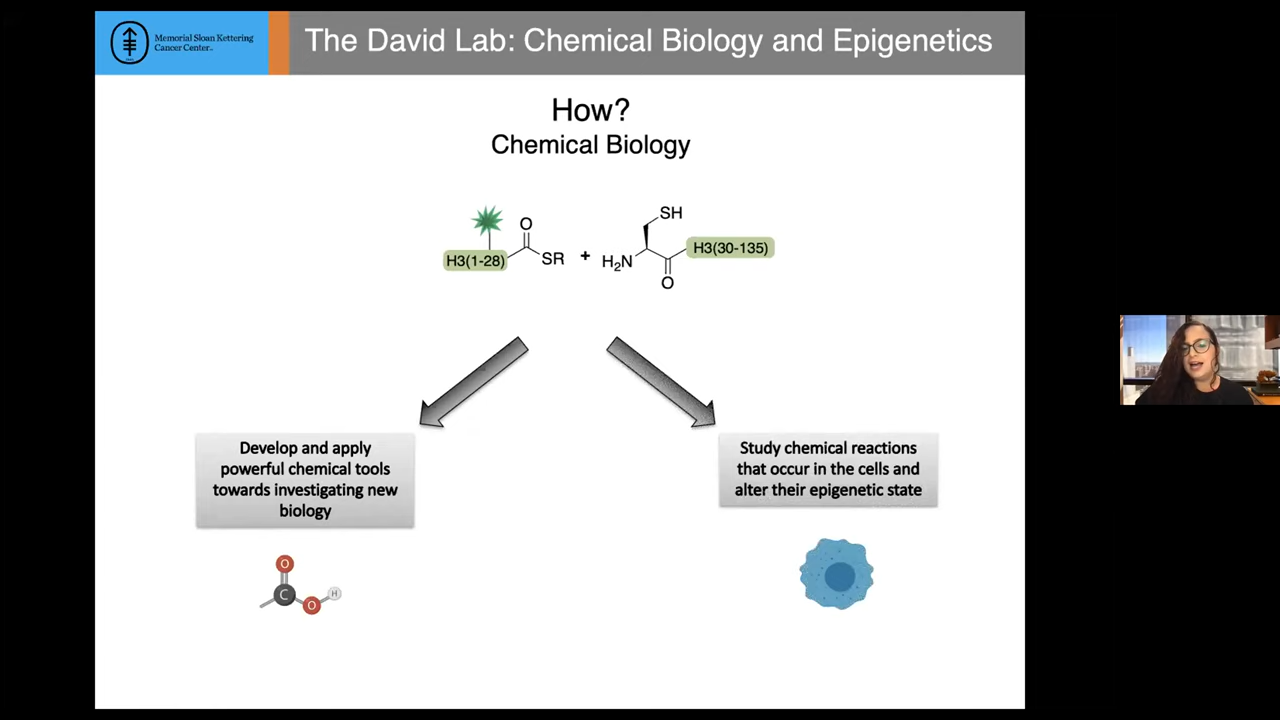 Memorial Sloan Kettering
Cancer Center
The David Lab: Chemical Biology and Epigenetics
How?
Chemical Biology
SH
O
H3(1-28)
SR
+
H₂N
H3(30-135)
O
Develop and apply
powerful chemical tools
towards investigating new
biology
Study chemical reactions
that occur in the cells and
alter their epigenetic state
O
C
O
H